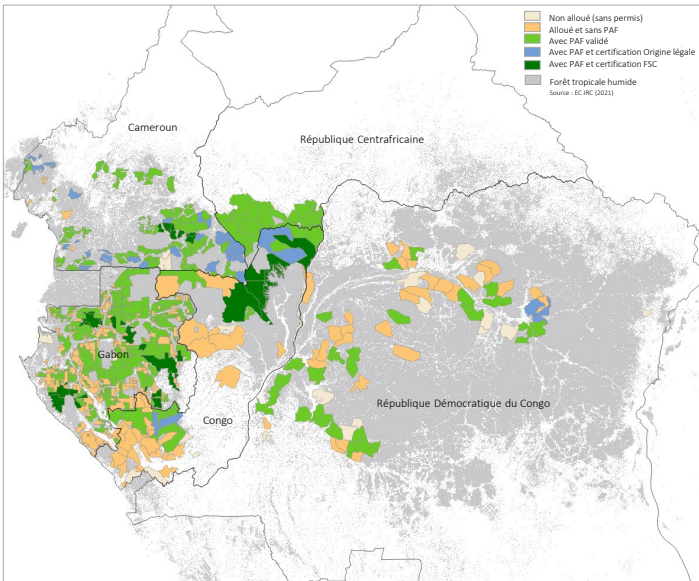 Non alloué (sans permis)
Alloué et sans PAF
Avec PAF validé
Avec PAF et certification Origine légale
Avec PAF et certification FSC
Forêt tropicale humide
Source : EC JRC (2021)
Cameroun
République Centrafricaine
Gabon
Congo
République Démocratique du Congo